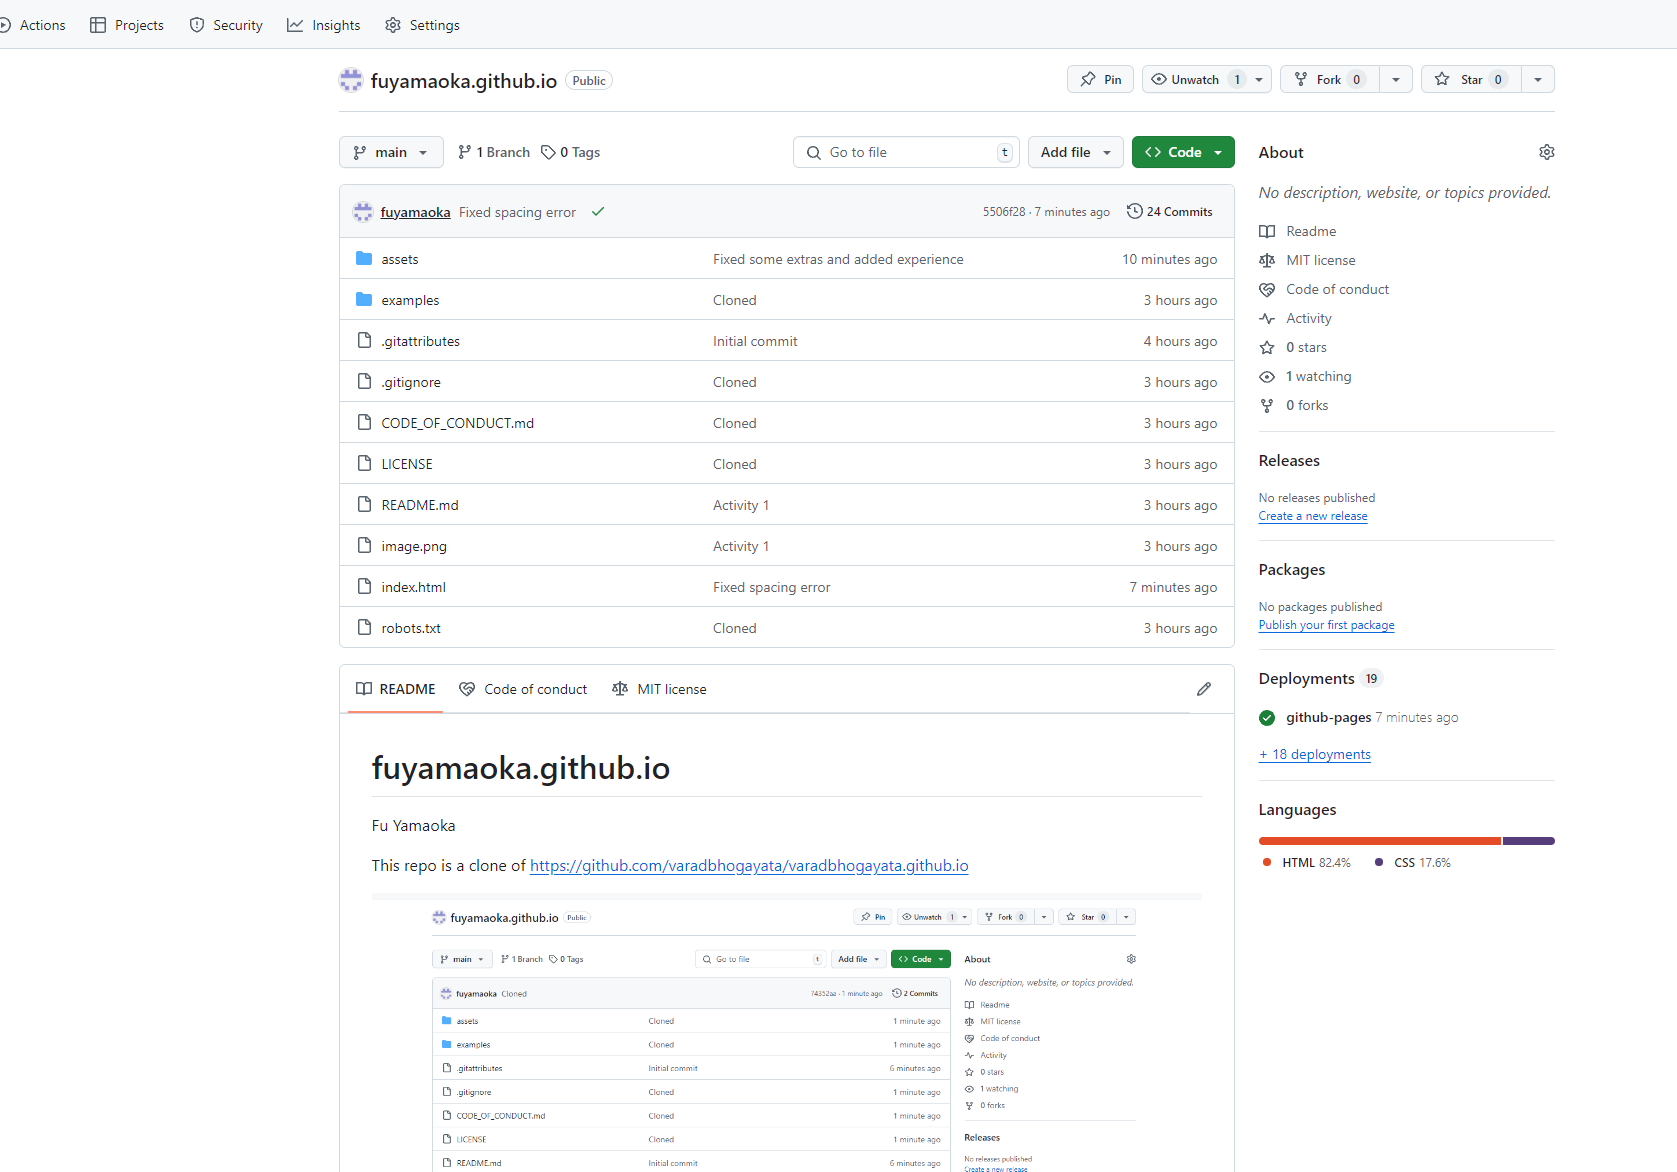 Actions Projects Security Insights Settings
fuyamaoka.github.io Public Pin Unwatch 1 Fork 0 Star 0
main 1 Branch 0 Tags Go to file t Add file Code
fuyamaoka Fixed spacing error 5506f28 · 7 minutes ago 24 Commits
assets Fixed some extras and added experience 10 minutes ago
examples Cloned 3 hours ago
.gitattributes Initial commit 4 hours ago
.gitignore Cloned 3 hours ago
CODE_OF_CONDUCT.md Cloned 3 hours ago
LICENSE Cloned 3 hours ago
README.md Activity 1 3 hours ago
image.png Activity 1 3 hours ago
index.html Fixed spacing error 7 minutes ago
robots.txt Cloned 3 hours ago
About
No description, website, or topics provided.
Readme
MIT license
Code of conduct
Activity
0 stars
1 watching
0 forks
Releases
No releases published
Create a new release
Packages
No packages published
Publish your first package
Deployments 19
github-pages 7 minutes ago
+ 18 deployments
Languages
HTML 82.4% CSS 17.6%
README Code of conduct MIT license
fuyamaoka.github.io
Fu Yamaoka
This repo is a clone of https://github.com/varadbhogayata/varadbhogayata.github.io
fuyamaoka.github.io Public Pin Unwatch 1 Fork 0 Star 0
main 1 Branch 0 Tags Go to file t Add file Code
fuyamaoka Cloned 74352aa · 1 minute ago 2 Commits
assets Cloned 1 minute ago
examples Cloned 1 minute ago
.gitattributes Initial commit 6 minutes ago
.gitignore Cloned 1 minute ago
CODE_OF_CONDUCT.md Cloned 1 minute ago
LICENSE Cloned 1 minute ago
README.md Initial commit 6 minutes ago
About
No description, website, or topics provided.
Readme
MIT license
Code of conduct
Activity
0 stars
1 watching
0 forks
Releases
No releases published
Create a new release